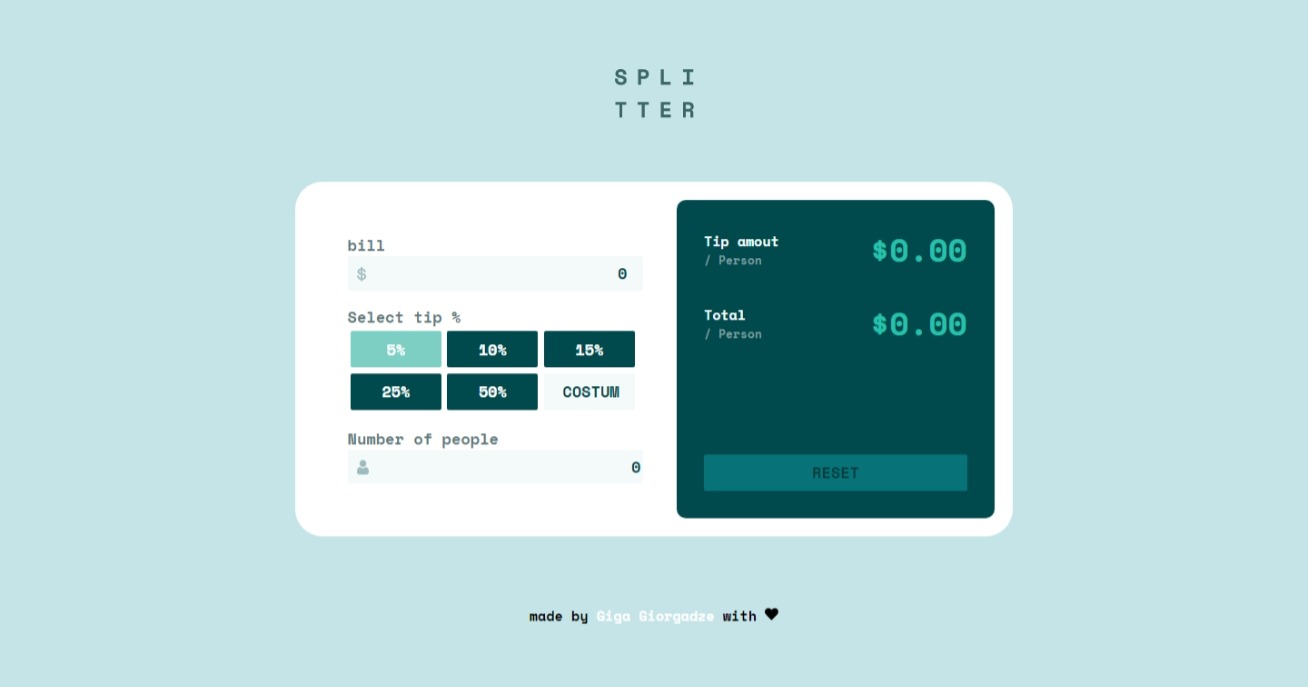 SPLI
TTER
bill
$ 0
Select tip %
5% 10% 15%
25% 50% COSTUM
Number of people
0
Tip amout
/ Person
$0.00
Total
/ Person
$0.00
RESET
made by Giga Giorgadze with ♥